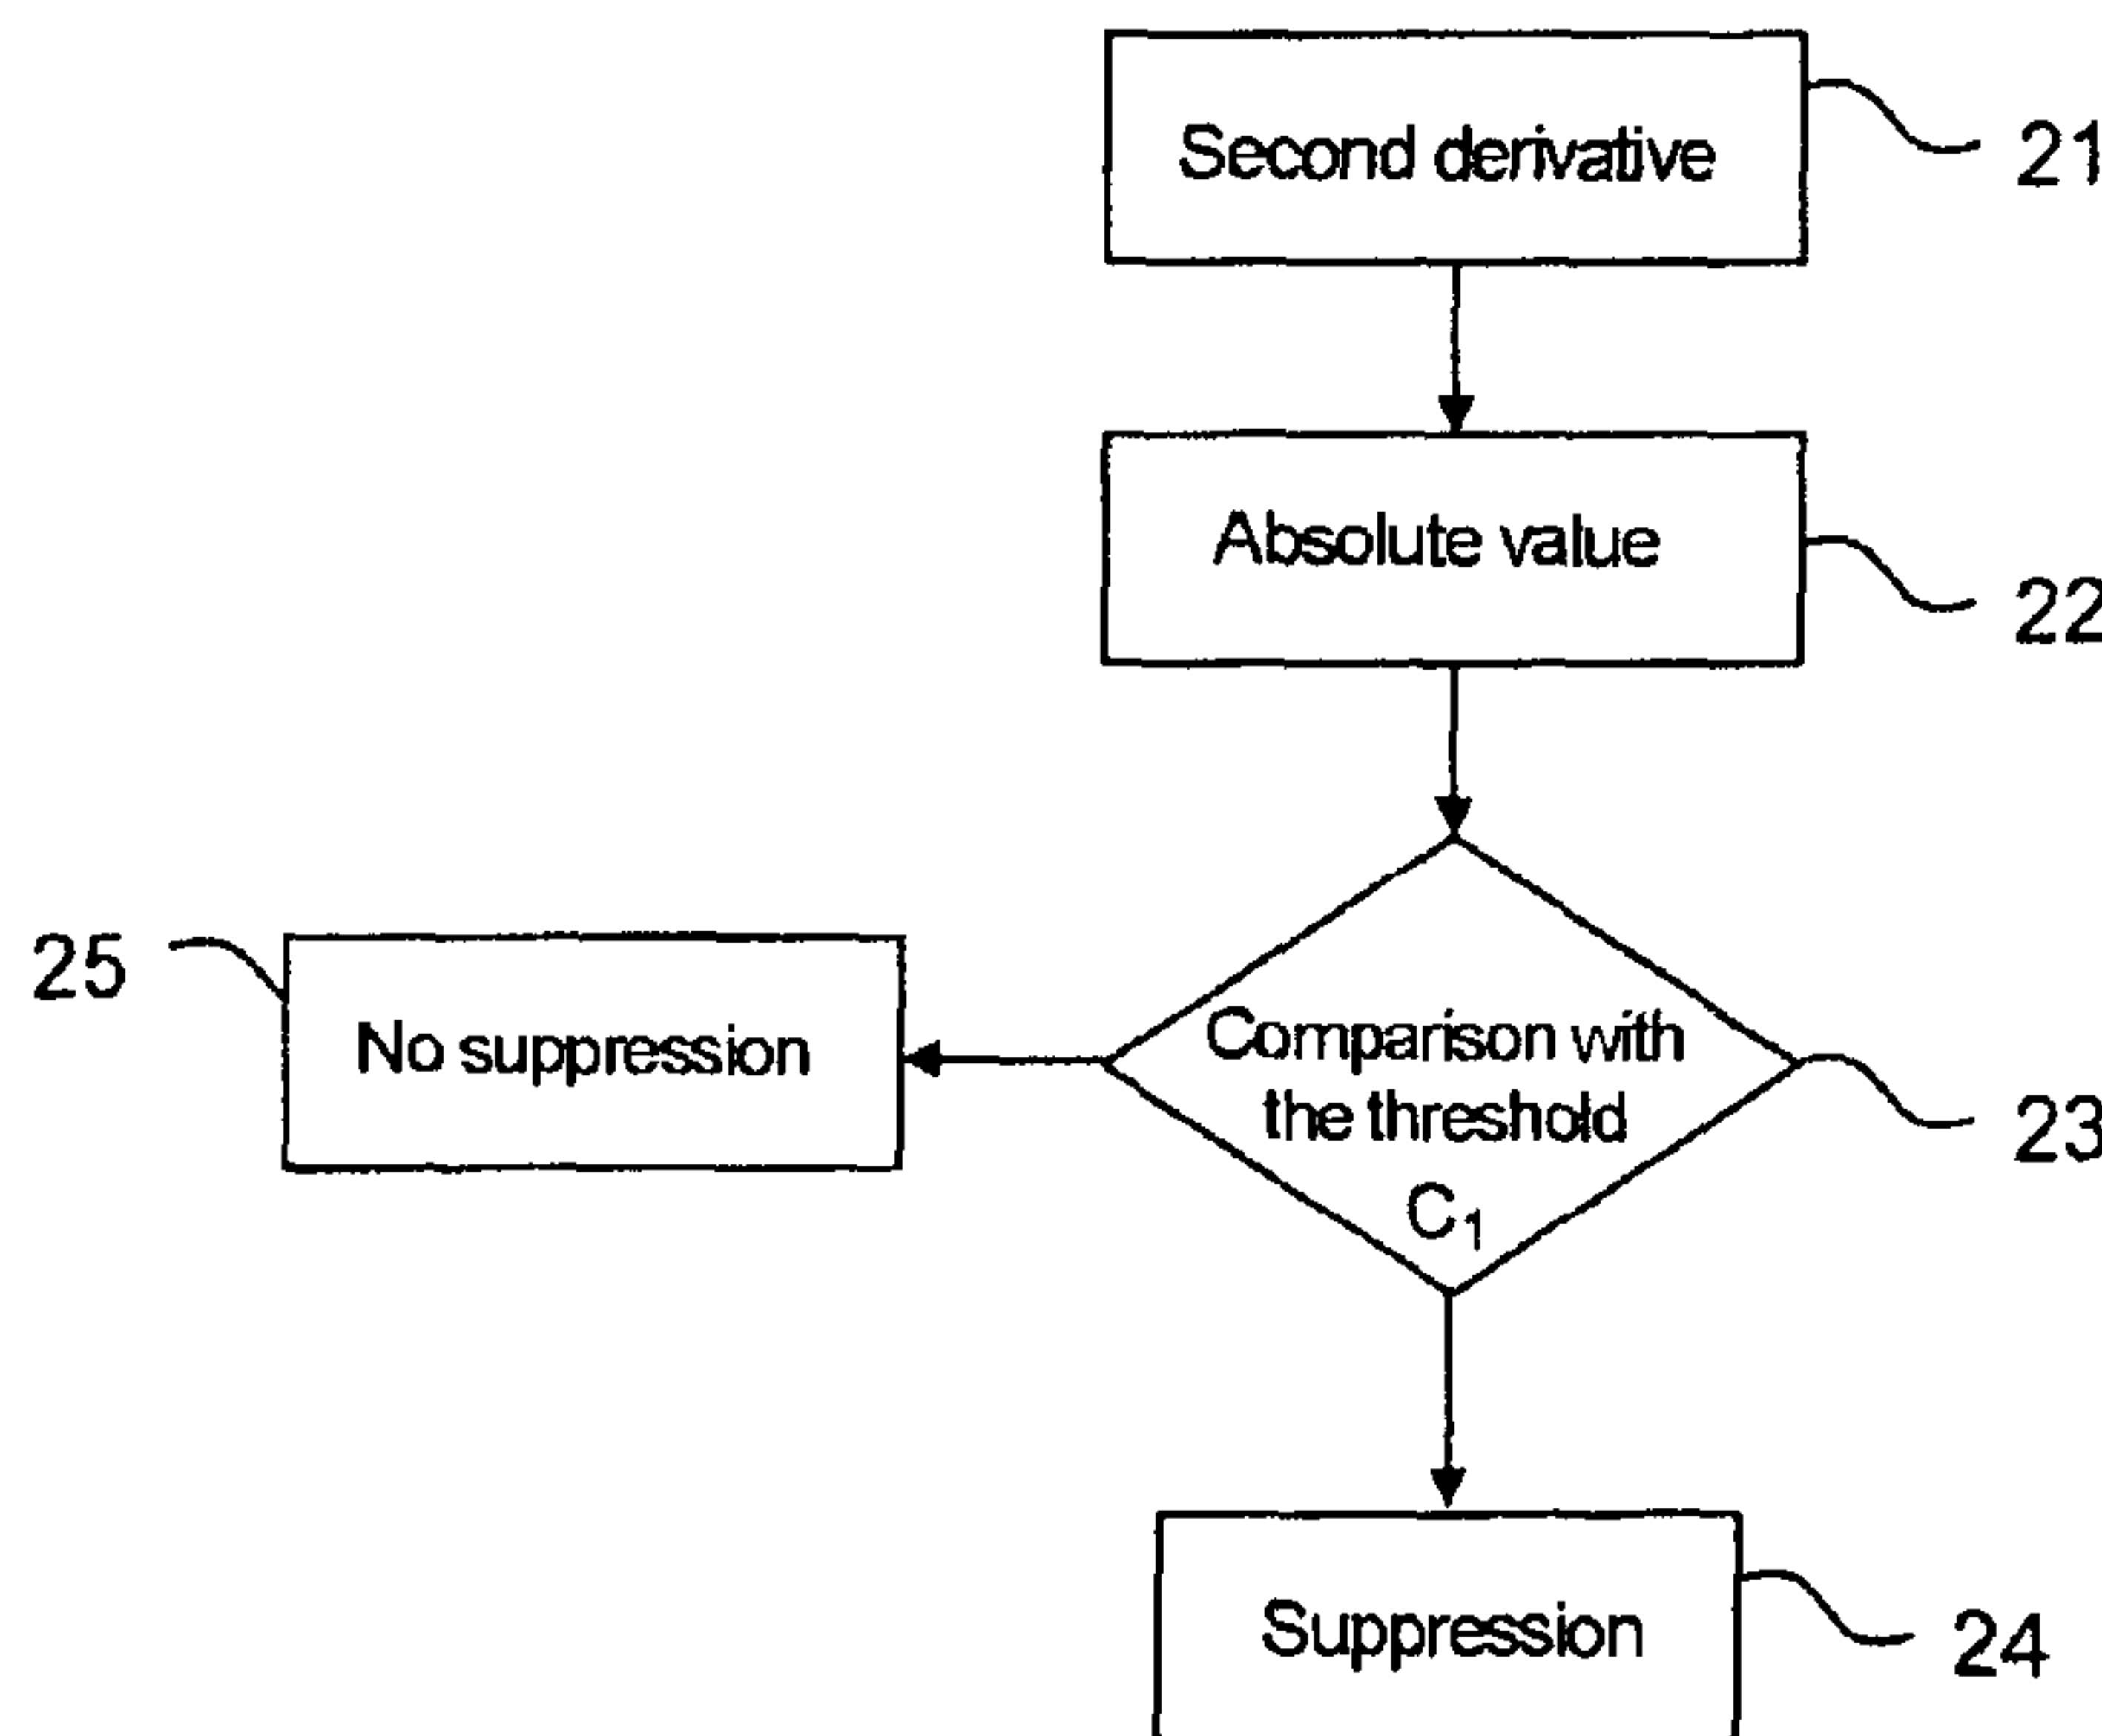 Second derivative
21
Absolute value
22
25
No suppression
Comparison with
the threshold
C₁
23
Suppression
24